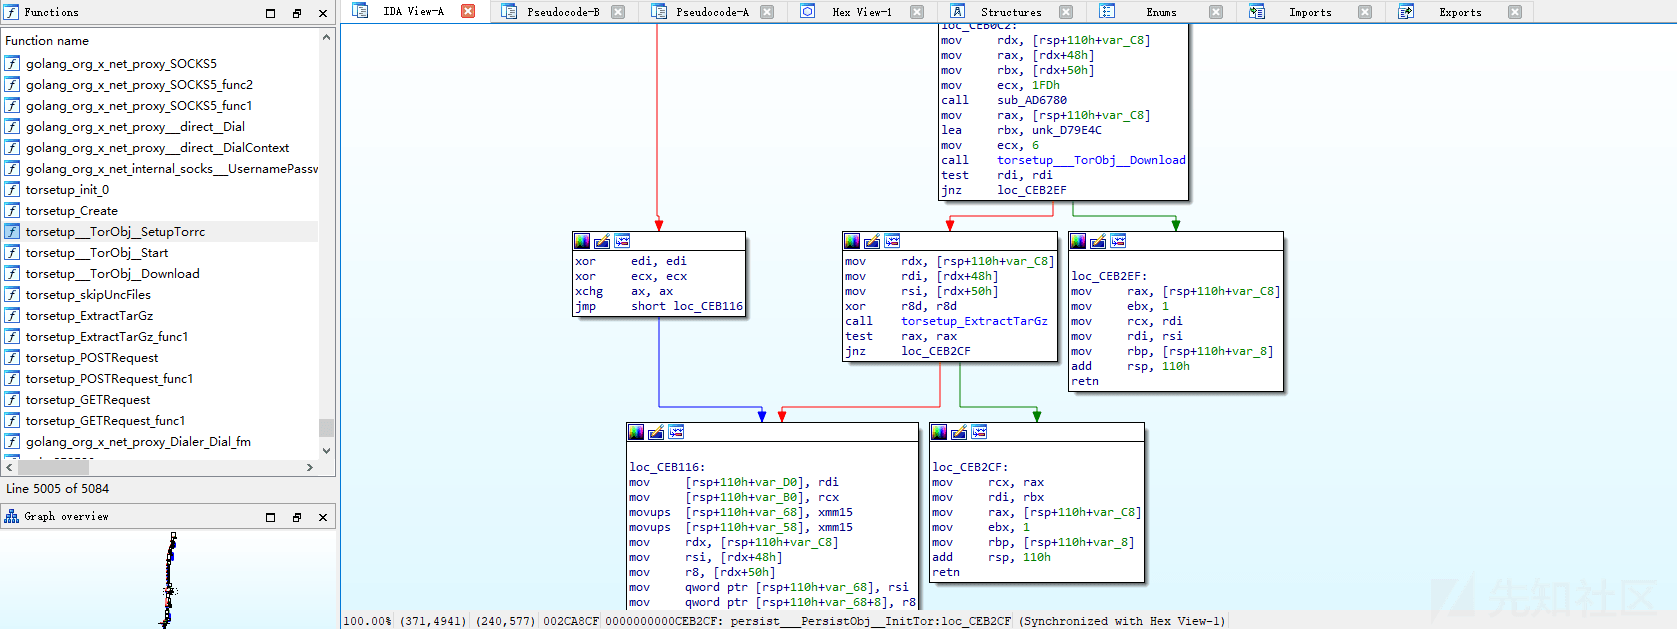 Functions
Function name
golang_org_x_net_proxy_SOCKS5
golang_org_x_net_proxy_SOCKS5_func2
golang_org_x_net_proxy_SOCKS5_func1
golang_org_x_net_proxy___direct__Dial
golang_org_x_net_proxy___direct__DialContext
golang_org_x_net_internal_socks___UsernamePassw
torsetup_init_0
torsetup_Create
torsetup___TorObj__SetupTorrc
torsetup___TorObj__Start
torsetup___TorObj__Download
torsetup_skipUncFiles
torsetup_ExtractTarGz
torsetup_ExtractTarGz_func1
torsetup_POSTRequest
torsetup_POSTRequest_func1
torsetup_GETRequest
torsetup_GETRequest_func1
golang_org_x_net_proxy_Dialer_Dial_fm
Line 5005 of 5084
Graph overview
IDA View-A
Pseudocode-B
Pseudocode-A
Hex View-1
Structures
Enums
Imports
Exports
loc_CEB0C2:
mov rdx, [rsp+110h+var_C8]
mov rax, [rdx+48h]
mov rbx, [rdx+50h]
mov ecx, 1FDh
call sub_AD6780
mov rax, [rsp+110h+var_C8]
lea rbx, unk_D79E4C
mov ecx, 6
call torsetup___TorObj__Download
test rdi, rdi
jnz loc_CEB2EF
xor edi, edi
xor ecx, ecx
xchg ax, ax
jmp short loc_CEB116
mov rdx, [rsp+110h+var_C8]
mov rdi, [rdx+48h]
mov rsi, [rdx+50h]
xor r8d, r8d
call torsetup_ExtractTarGz
test rax, rax
jnz loc_CEB2CF
loc_CEB2EF:
mov rax, [rsp+110h+var_C8]
mov ebx, 1
mov rcx, rdi
mov rdi, rsi
mov rbp, [rsp+110h+var_8]
add rsp, 110h
retn
loc_CEB116:
mov [rsp+110h+var_D0], rdi
mov [rsp+110h+var_B0], rcx
movups [rsp+110h+var_68], xmm15
movups [rsp+110h+var_58], xmm15
mov rdx, [rsp+110h+var_C8]
mov rsi, [rdx+48h]
mov r8, [rdx+50h]
mov qword ptr [rsp+110h+var_68], rsi
mov qword ptr [rsp+110h+var_68+8], r8
loc_CEB2CF:
mov rcx, rax
mov rdi, rbx
mov rax, [rsp+110h+var_C8]
mov ebx, 1
mov rbp, [rsp+110h+var_8]
add rsp, 110h
retn
100.00% (371,4941) (240,577) 002CA8CF 0000000000CEB2CF: persist___PersistObj__InitTor:loc_CEB2CF (Synchronized with Hex View-1)
先知社区